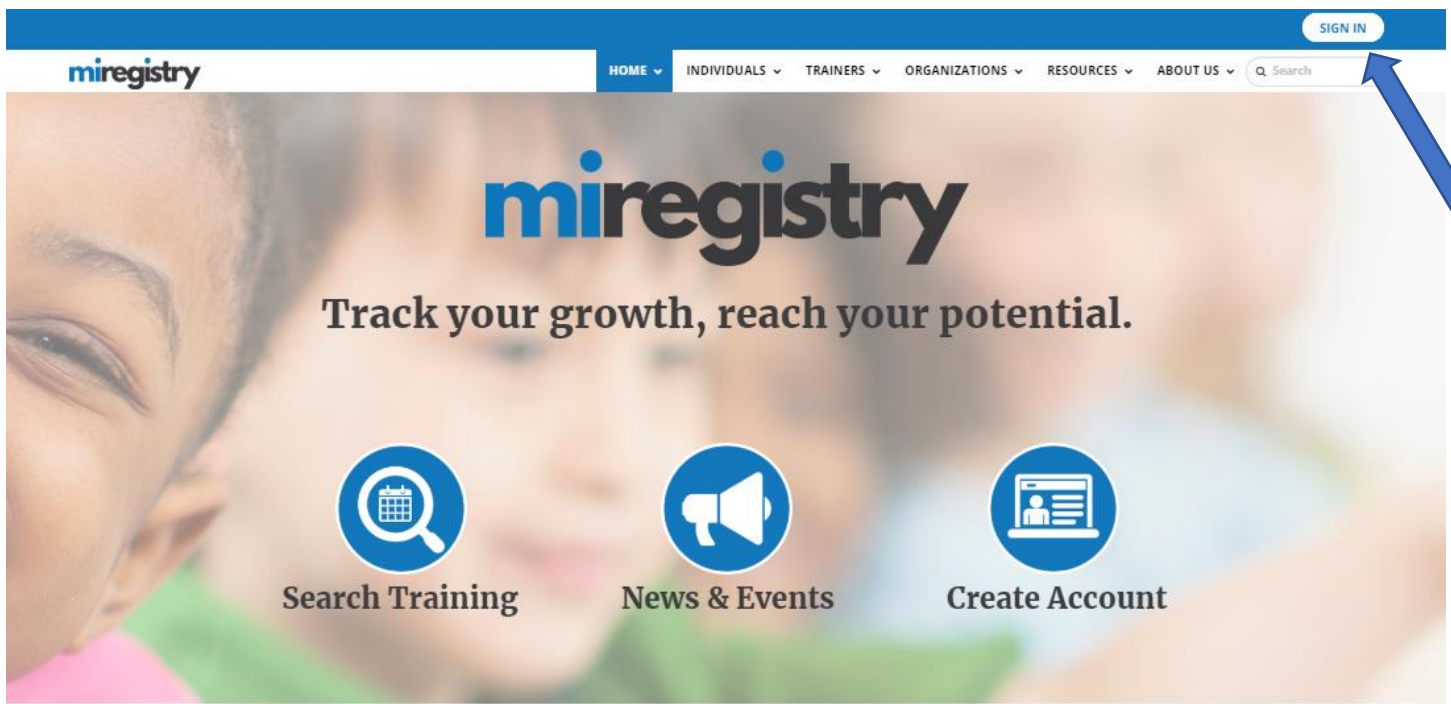 SIGN IN
miregistry
HOME INDIVIDUALS TRAINERS ORGANIZATIONS RESOURCES ABOUT US Search
miregistry
Track your growth, reach your potential.
Search Training News & Events Create Account